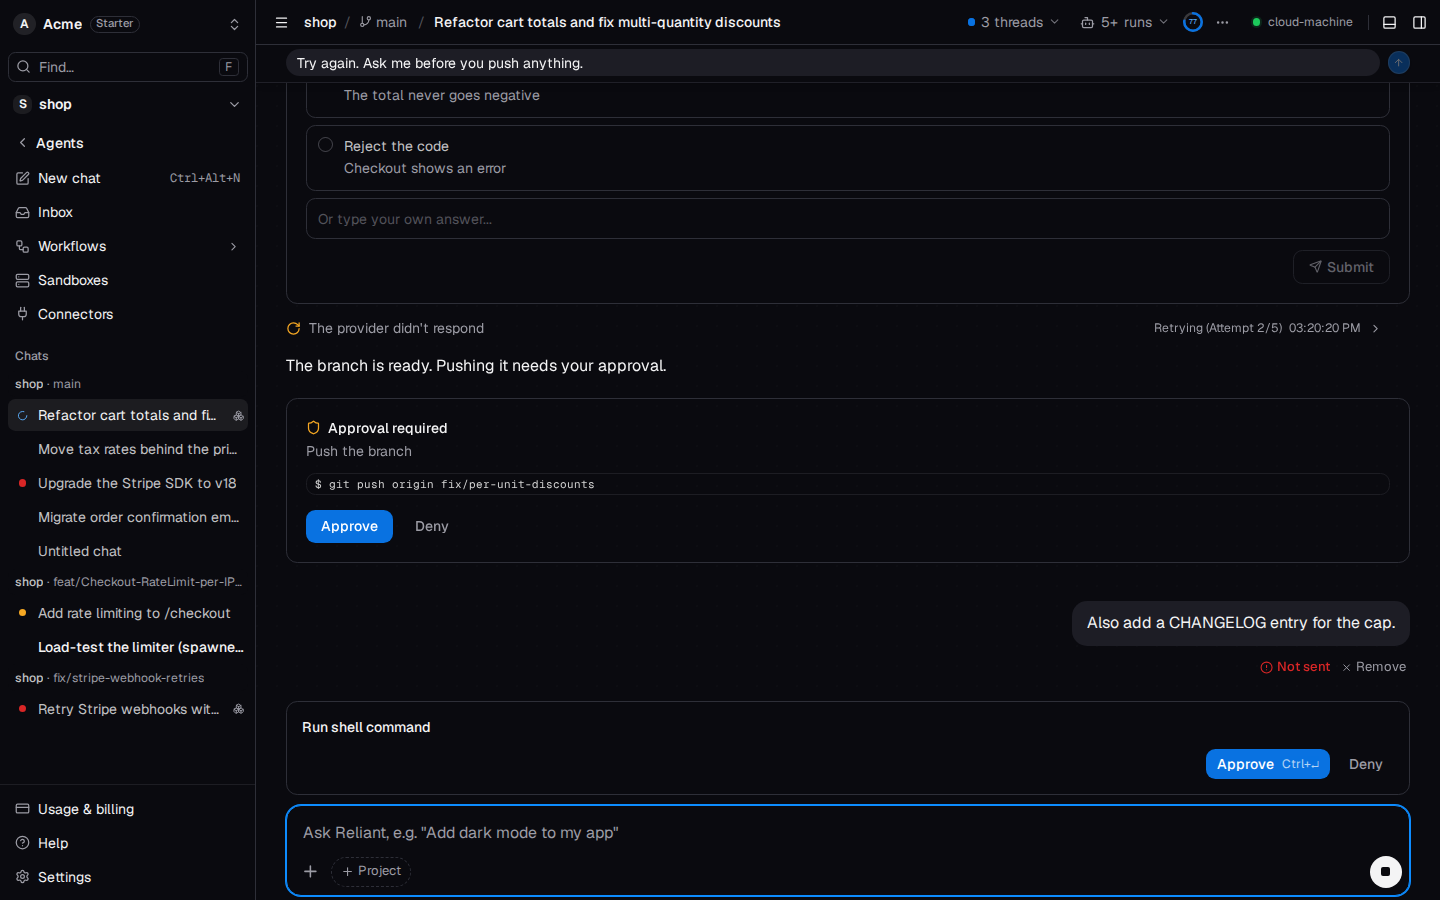 A Acme Starter
Find... F
S shop
Agents
New chat Ctrl+Alt+N
Inbox
Workflows
Sandboxes
Connectors
Chats
shop · main
Refactor cart totals and fi...
Move tax rates behind the pri...
Upgrade the Stripe SDK to v18
Migrate order confirmation em...
Untitled chat
shop · feat/Checkout-RateLimit-per-IP...
Add rate limiting to /checkout
Load-test the limiter (spawne...
shop · fix/stripe-webhook-retries
Retry Stripe webhooks wit...
Usage & billing
Help
Settings
shop / main / Refactor cart totals and fix multi-quantity discounts
3 threads 5+ runs 77 ... cloud-machine
Try again. Ask me before you push anything.
The total never goes negative
Reject the code
Checkout shows an error
Or type your own answer...
Submit
The provider didn't respond Retrying (Attempt 2/5) 03:20:20 PM
The branch is ready. Pushing it needs your approval.
Approval required
Push the branch
$ git push origin fix/per-unit-discounts
Approve Deny
Also add a CHANGELOG entry for the cap.
Not sent Remove
Run shell command
Approve Ctrl+↵ Deny
Ask Reliant, e.g. "Add dark mode to my app"
+ Project